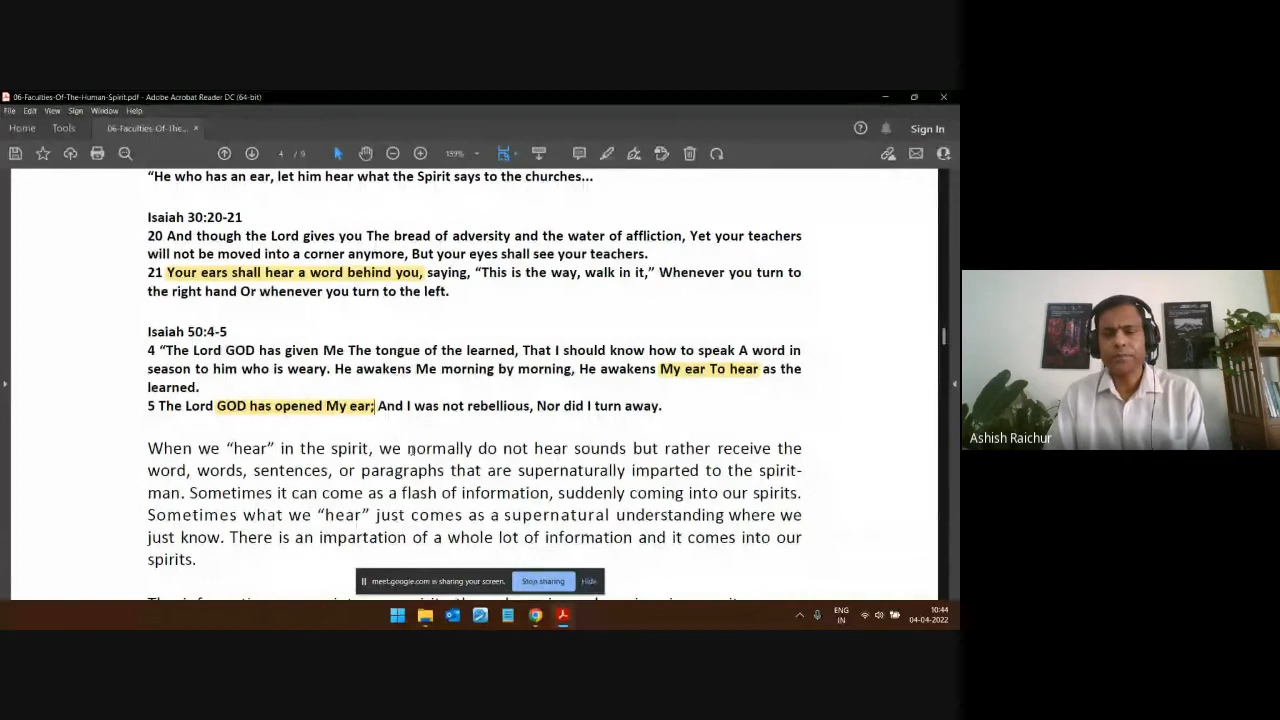 06-Faculties-Of-The-Human-Spirit.pdf - Adobe Acrobat Reader DC (64-bit)
File Edit View Sign Window Help
Home Tools 06-Faculties-Of-The... × Sign In
4 / 9 159%
“He who has an ear, let him hear what the Spirit says to the churches...
Isaiah 30:20-21
20 And though the Lord gives you The bread of adversity and the water of affliction, Yet your teachers
will not be moved into a corner anymore, But your eyes shall see your teachers.
21 Your ears shall hear a word behind you, saying, “This is the way, walk in it,” Whenever you turn to
the right hand Or whenever you turn to the left.
Isaiah 50:4-5
4 “The Lord GOD has given Me The tongue of the learned, That I should know how to speak A word in
season to him who is weary. He awakens Me morning by morning, He awakens My ear To hear as the
learned.
5 The Lord GOD has opened My ear; And I was not rebellious, Nor did I turn away.
When we “hear” in the spirit, we normally do not hear sounds but rather receive the
word, words, sentences, or paragraphs that are supernaturally imparted to the spirit-
man. Sometimes it can come as a flash of information, suddenly coming into our spirits.
Sometimes what we “hear” just comes as a supernatural understanding where we
just know. There is an impartation of a whole lot of information and it comes into our
spirits.
meet.google.com is sharing your screen. Stop sharing Hide
ENG
IN
10:44
04-04-2022
Ashish Raichur